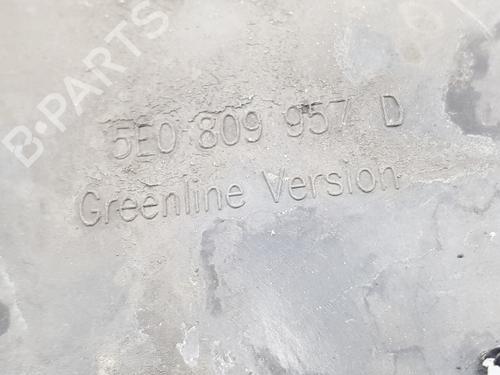 B-PARTS
5E0 809 957 D
Greenline Version